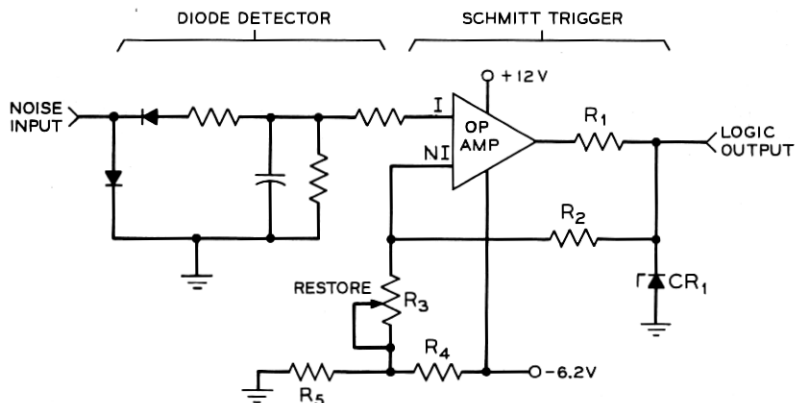 DIODE DETECTOR
SCHMITT TRIGGER
+12V
NOISE
INPUT
I
OP
AMP
NI
R1
LOGIC
OUTPUT
R2
CR1
RESTORE
R3
R4
R5
-6.2V